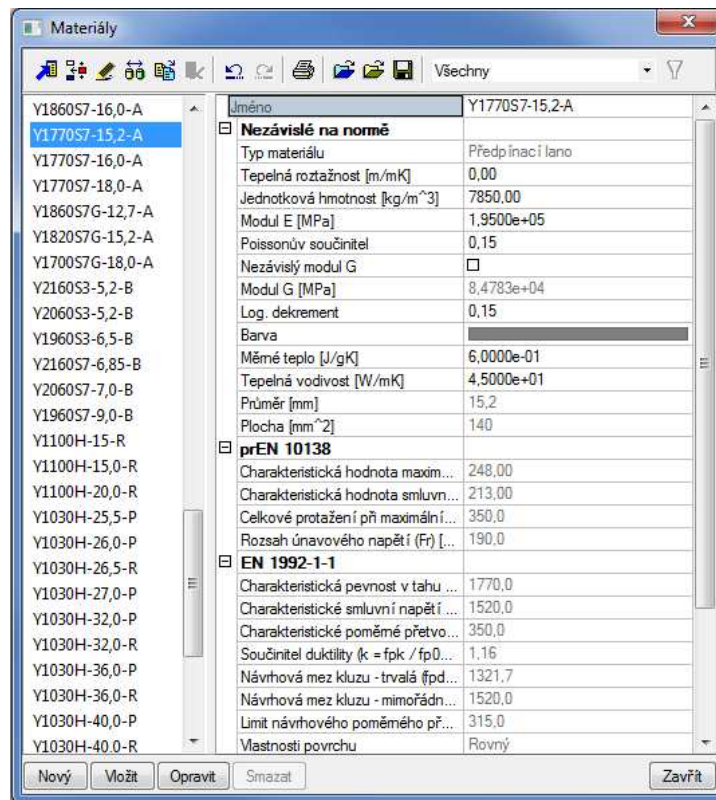 Materiály
Všechny
Y1860S7-16,0-A
Y1770S7-15,2-A
Y1770S7-16,0-A
Y1770S7-18,0-A
Y1860S7G-12,7-A
Y1820S7G-15,2-A
Y1700S7G-18,0-A
Y2160S3-5,2-B
Y2060S3-5,2-B
Y1960S3-6,5-B
Y2160S7-6,85-B
Y2060S7-7,0-B
Y1960S7-9,0-B
Y1100H-15-R
Y1100H-15,0-R
Y1100H-20,0-R
Y1030H-25,5-P
Y1030H-26,0-P
Y1030H-26,5-R
Y1030H-27,0-P
Y1030H-32,0-P
Y1030H-32,0-R
Y1030H-36,0-P
Y1030H-36,0-R
Y1030H-40,0-P
Y1030H-40,0-R
Jméno Y1770S7-15,2-A
Nezávislé na normě
Typ materiálu Předpínací lano
Tepelná roztažnost [m/mK] 0,00
Jednotková hmotnost [kg/m^3] 7850,00
Modul E [MPa] 1,9500e+05
Poissonův součinitel 0,15
Nezávislý modul G
Modul G [MPa] 8,4783e+04
Log. dekrement 0,15
Barva
Měrné teplo [J/gK] 6,0000e-01
Tepelná vodivost [W/mK] 4,5000e+01
Průměr [mm] 15,2
Plocha [mm^2] 140
prEN 10138
Charakteristická hodnota maxim... 248,00
Charakteristická hodnota smluvn... 213,00
Celkové protažení při maximální... 350,0
Rozsah únavového napětí (Fr) [... 190,0
EN 1992-1-1
Charakteristická pevnost v tahu ... 1770,0
Charakteristické smluvní napětí ... 1520,0
Charakteristické poměrné přetvo... 350,0
Součinitel duktility (k = fpk / fp0... 1,16
Návrhová mez kluzu - trvalá (fpd... 1321,7
Návrhová mez kluzu - mimořádn... 1520,0
Limit návrhového poměrného př... 315,0
Vlastnosti povrchu Rovný
Nový Vložit Opravit Smazat Zavřít